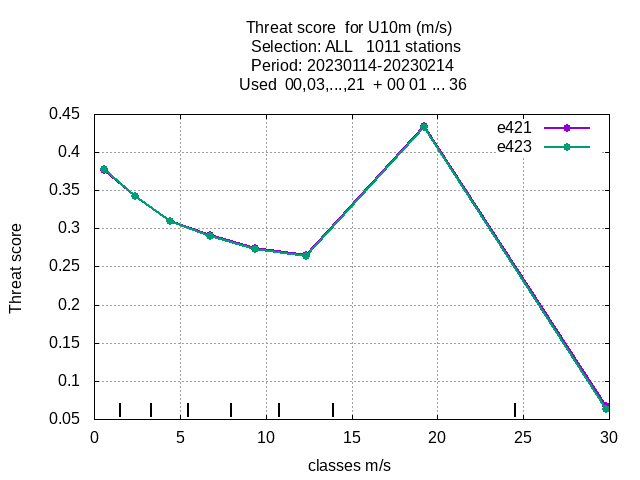 Threat score  for U10m (m/s)
Selection: ALL   1011 stations
Period: 20230114-20230214
Used  00,03,...,21  + 00 01 ... 36
e421
e423
0.45
0.4
0.35
0.3
0.25
0.2
0.15
0.1
0.05
Threat score
0 5 10 15 20 25 30
classes m/s